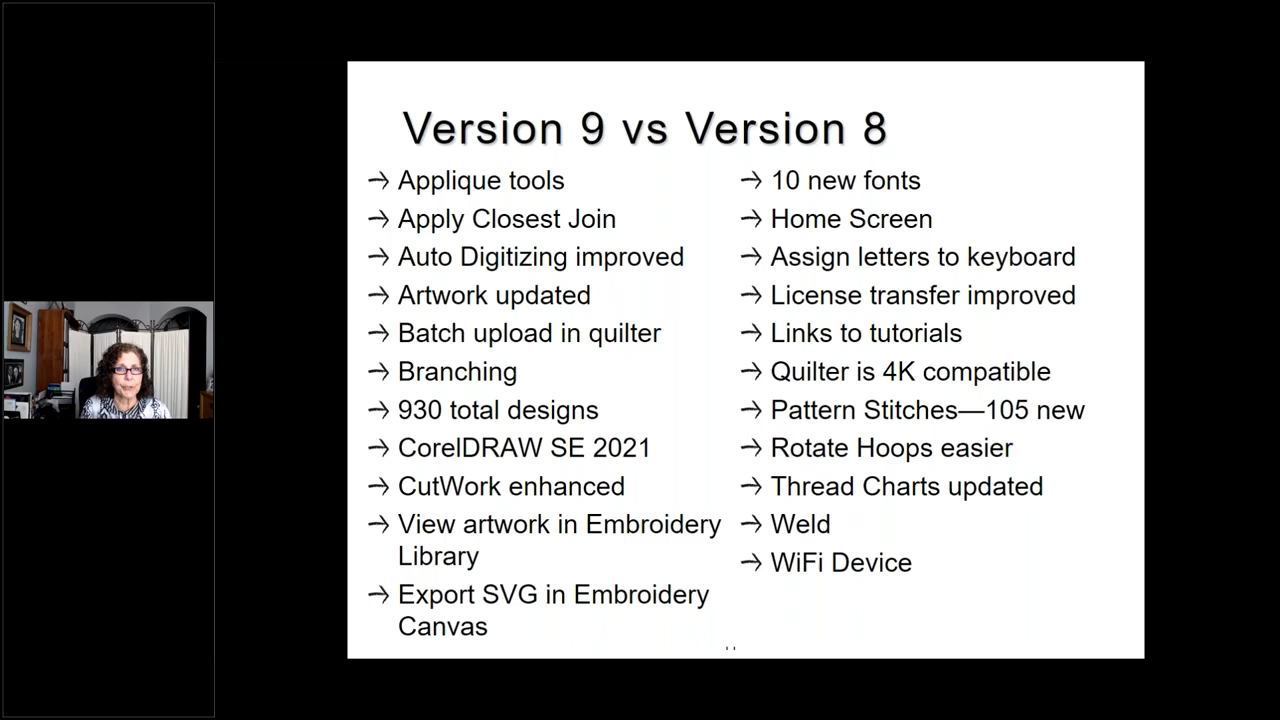 Version 9 vs Version 8
→ Applique tools
→ Apply Closest Join
→ Auto Digitizing improved
→ Artwork updated
→ Batch upload in quilter
→ Branching
→ 930 total designs
→ CorelDRAW SE 2021
→ CutWork enhanced
→ View artwork in Embroidery
Library
→ Export SVG in Embroidery
Canvas
→ 10 new fonts
→ Home Screen
→ Assign letters to keyboard
→ License transfer improved
→ Links to tutorials
→ Quilter is 4K compatible
→ Pattern Stitches—105 new
→ Rotate Hoops easier
→ Thread Charts updated
→ Weld
→ WiFi Device